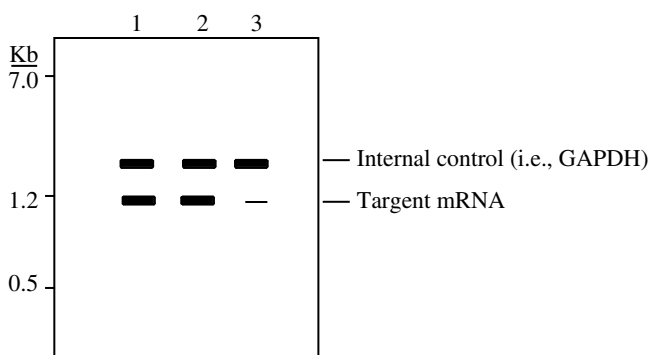 1 2 3
Kb
7.0
Internal control (i.e., GAPDH)
1.2
Targent mRNA
0.5